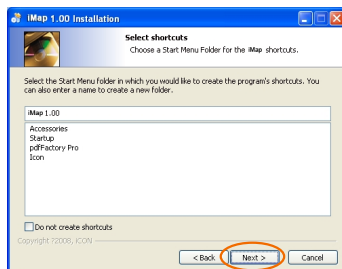 iMap 1.00 Installation
Select shortcuts
Choose a Start Menu Folder for the iMap shortcuts.
Select the Start Menu folder in which you would like to create the program's shortcuts. You
can also enter a name to create a new folder.
iMap 1.00
Accessories
Startup
pdfFactory Pro
Icon
Do not create shortcuts
Copyright ?2008, iCON
< Back
Next >
Cancel